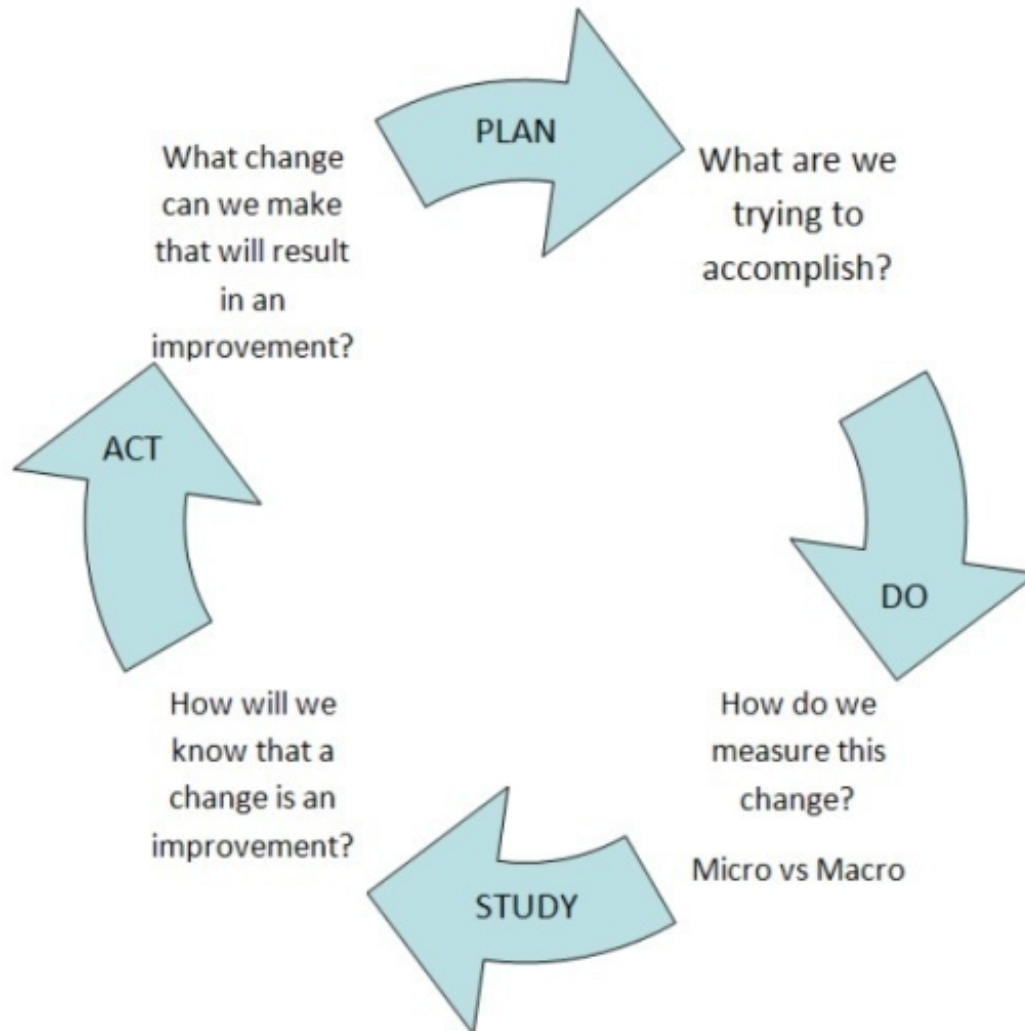 PLAN
What are we
trying to
accomplish?
DO
How do we
measure this
change?
Micro vs Macro
STUDY
How will we
know that a
change is an
improvement?
ACT
What change
can we make
that will result
in an
improvement?